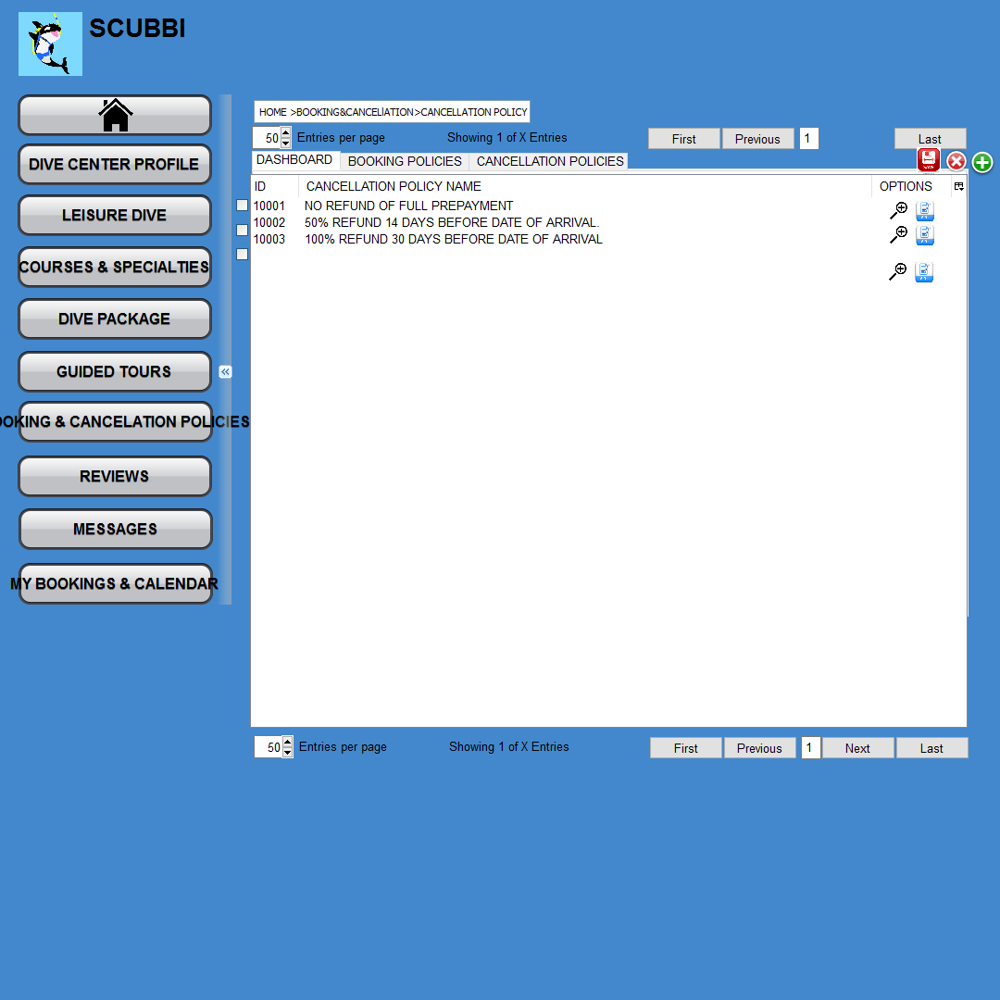 SCUBBI
DIVE CENTER PROFILE
LEISURE DIVE
COURSES & SPECIALTIES
DIVE PACKAGE
GUIDED TOURS
OOKING & CANCELATION POLICIES
REVIEWS
MESSAGES
MY BOOKINGS & CALENDAR
HOME >BOOKING&CANCELlATION>CANCELLATION POLICY
50 Entries per page Showing 1 of X Entries First Previous 1 Last
DASHBOARD BOOKING POLICIES CANCELLATION POLICIES SAVE
ID CANCELLATION POLICY NAME OPTIONS
10001 NO REFUND OF FULL PREPAYMENT
10002 50% REFUND 14 DAYS BEFORE DATE OF ARRIVAL.
10003 100% REFUND 30 DAYS BEFORE DATE OF ARRIVAL
50 Entries per page Showing 1 of X Entries First Previous 1 Next Last